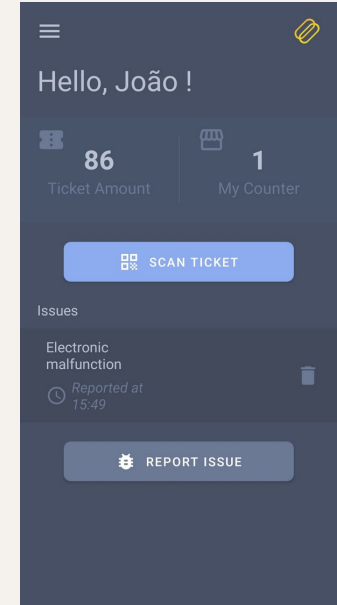 Hello, João !
86
Ticket Amount
1
My Counter
SCAN TICKET
Issues
Electronic
malfunction
Reported at
15:49
REPORT ISSUE